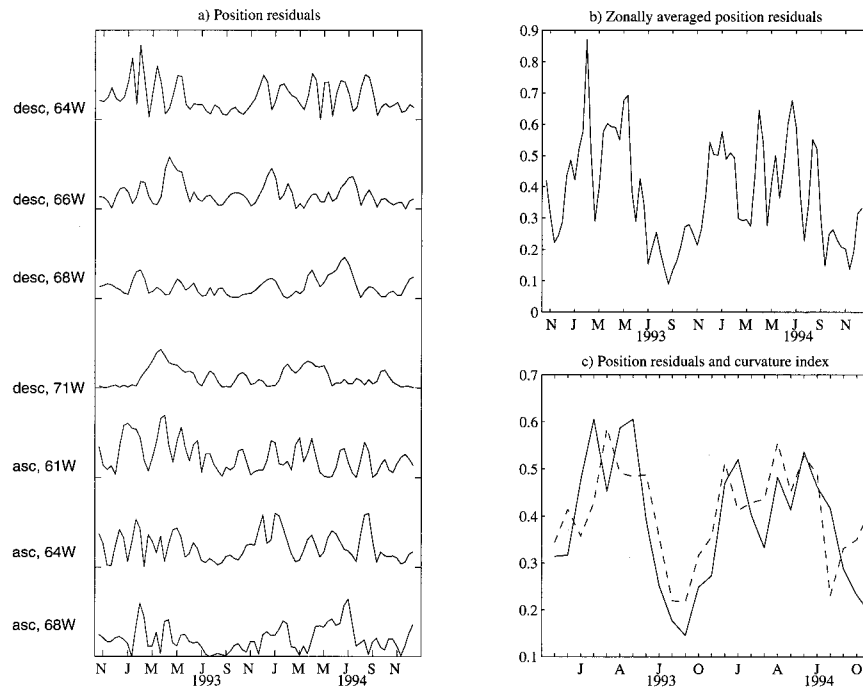 a) Position residuals
desc, 64W
desc, 66W
desc, 68W
desc, 71W
asc, 61W
asc, 64W
asc, 68W
N J M M J S N J M M J S N
1993 1994
b) Zonally averaged position residuals
0.9
0.8
0.7
0.6
0.5
0.4
0.3
0.2
0.1
0
N J M M J S N J M M J S N
1993 1994
c) Position residuals and curvature index
0.7
0.6
0.5
0.4
0.3
0.2
0.1
J A J O J A J O
1993 1994